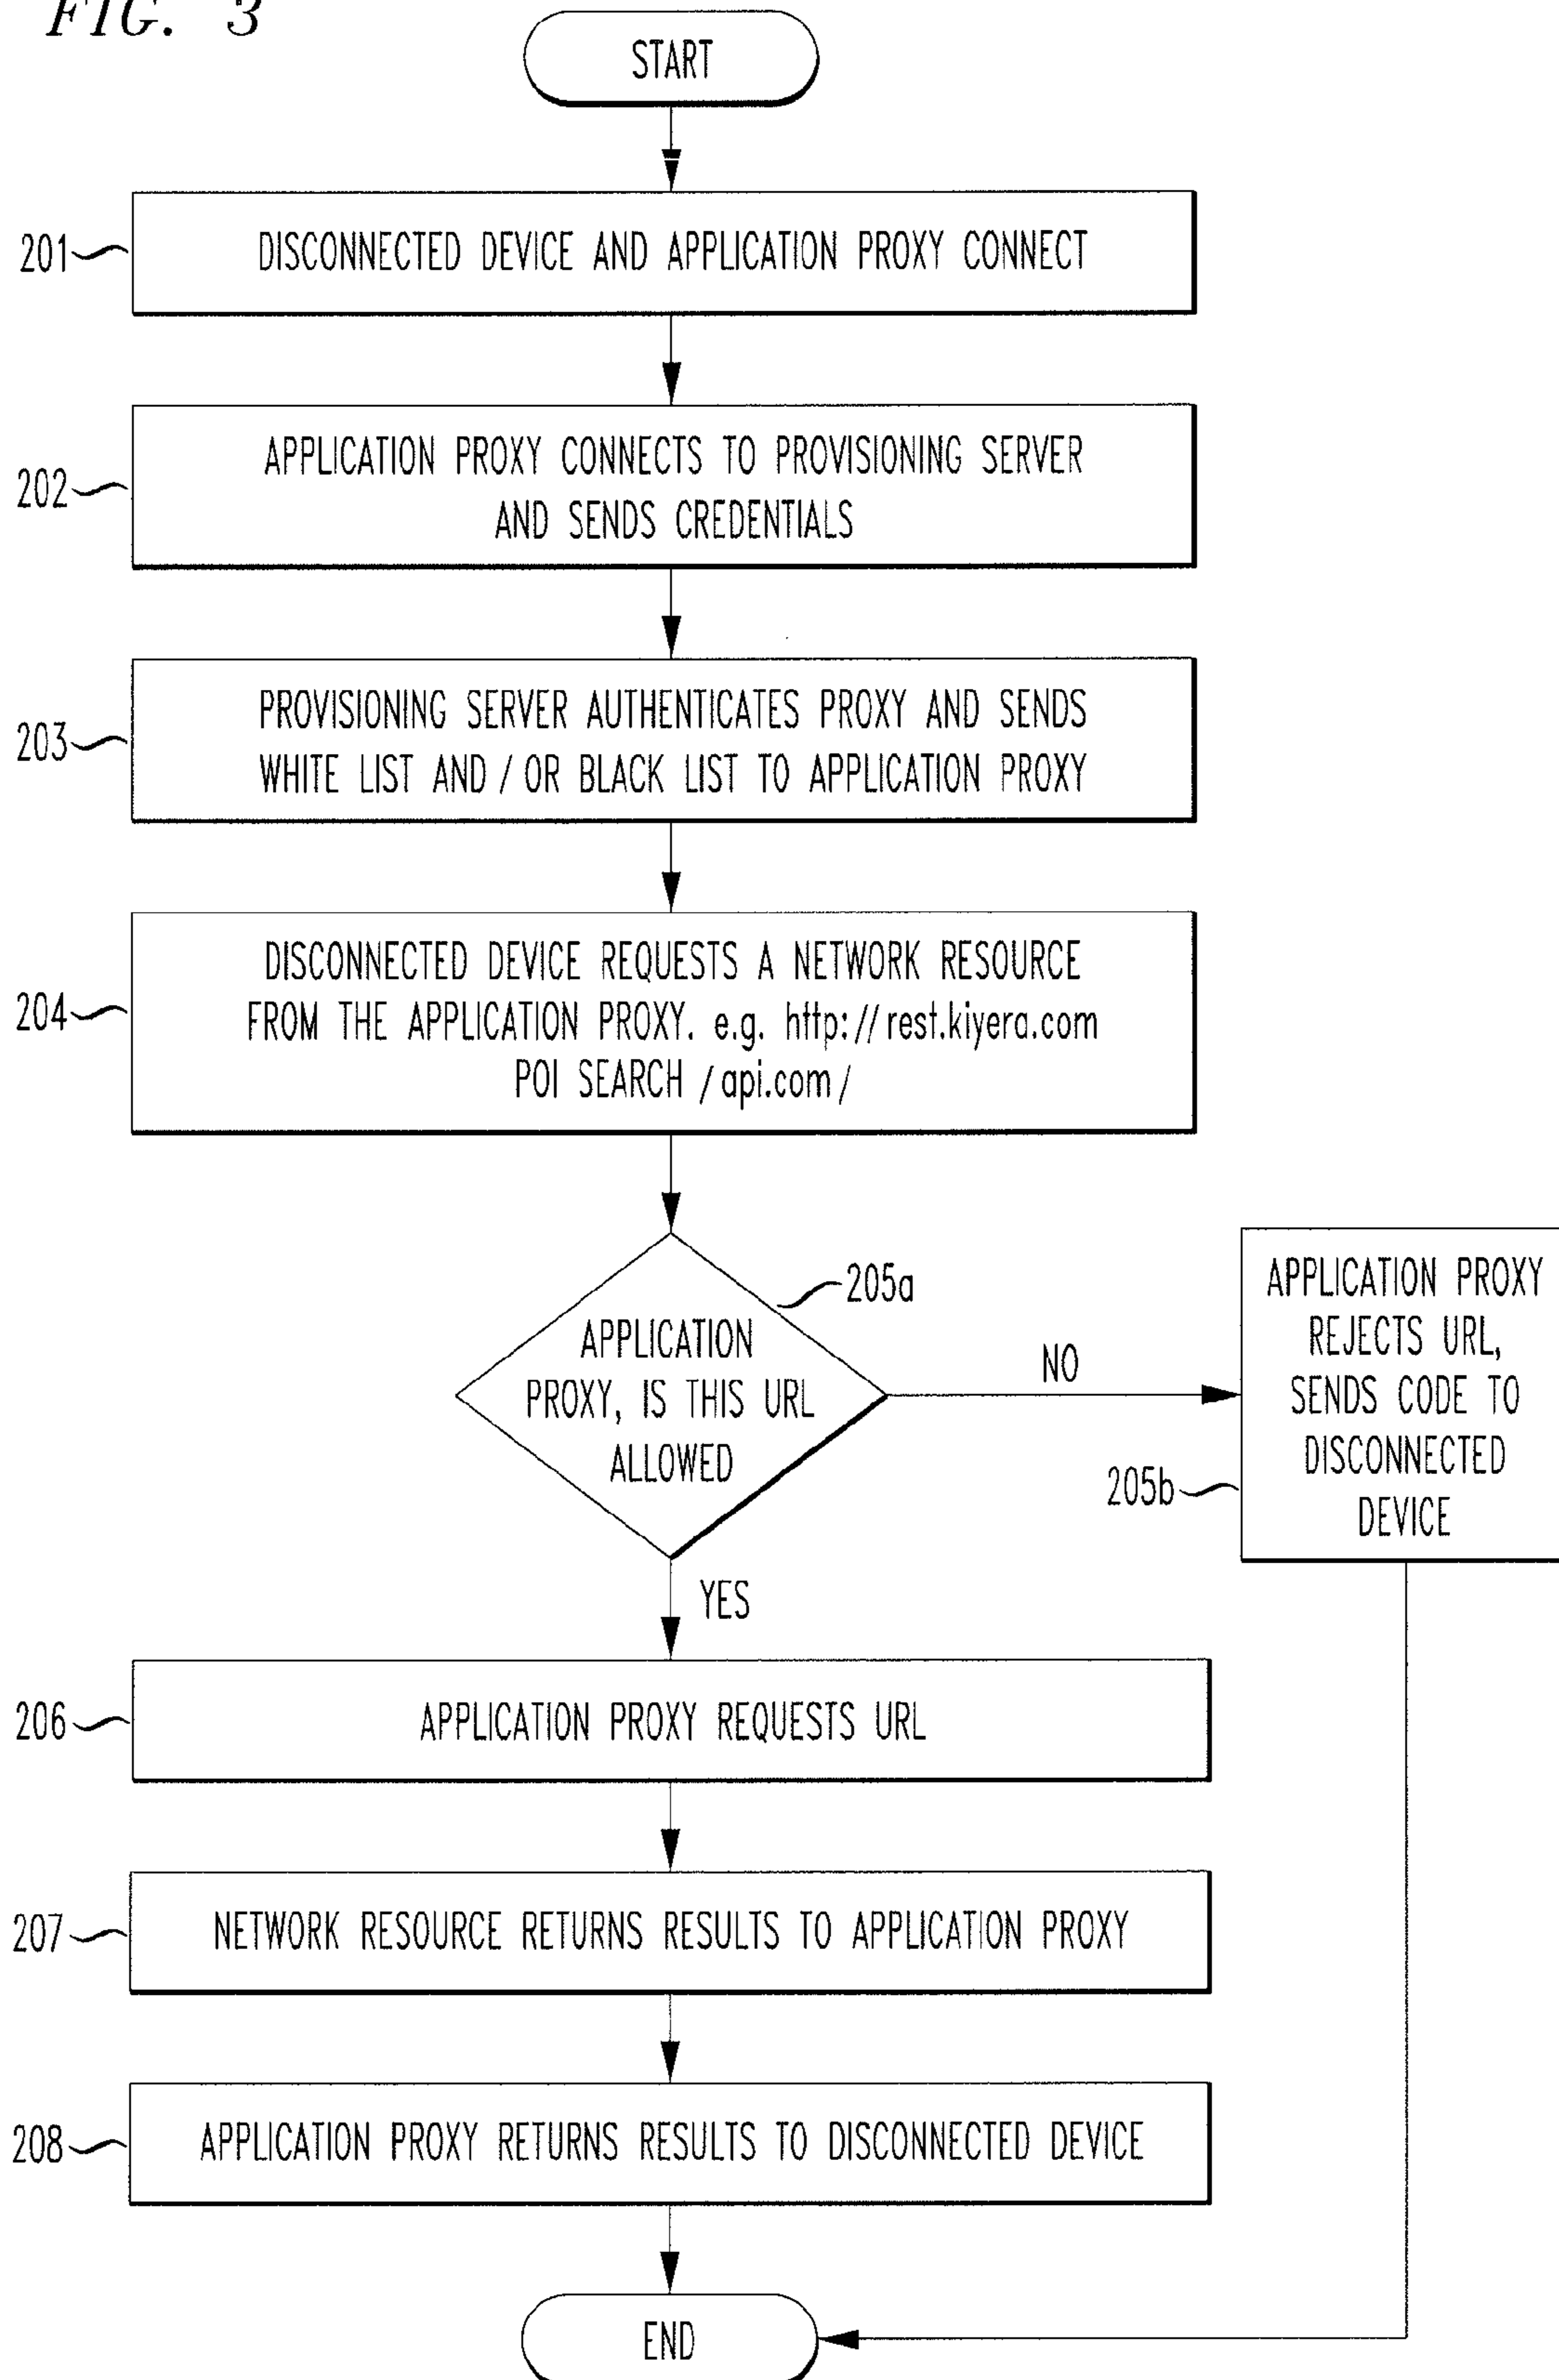 FIG. 3
START
201
DISCONNECTED DEVICE AND APPLICATION PROXY CONNECT
202
APPLICATION PROXY CONNECTS TO PROVISIONING SERVER
AND SENDS CREDENTIALS
203
PROVISIONING SERVER AUTHENTICATES PROXY AND SENDS
WHITE LIST AND / OR BLACK LIST TO APPLICATION PROXY
204
DISCONNECTED DEVICE REQUESTS A NETWORK RESOURCE
FROM THE APPLICATION PROXY. e.g. http://rest.kiyera.com
POI SEARCH /api.com/
205a
APPLICATION
PROXY, IS THIS URL
ALLOWED
NO
205b
APPLICATION PROXY
REJECTS URL,
SENDS CODE TO
DISCONNECTED
DEVICE
YES
206
APPLICATION PROXY REQUESTS URL
207
NETWORK RESOURCE RETURNS RESULTS TO APPLICATION PROXY
208
APPLICATION PROXY RETURNS RESULTS TO DISCONNECTED DEVICE
END